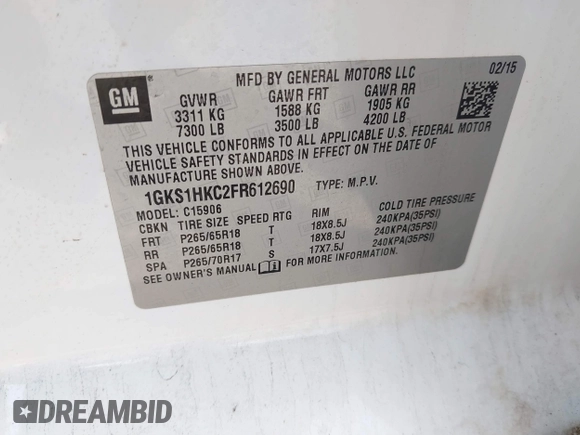 GM
MFD BY GENERAL MOTORS LLC 02/15
GVWR GAWR FRT GAWR RR
3311 KG 1588 KG 1905 KG
7300 LB 3500 LB 4200 LB
THIS VEHICLE CONFORMS TO ALL APPLICABLE U.S. FEDERAL MOTOR
VEHICLE SAFETY STANDARDS IN EFFECT ON THE DATE OF
MANUFACTURE SHOWN ABOVE.
1GKS1HKC2FR612690 TYPE: M.P.V.
MODEL: C15906
CBKN TIRE SIZE SPEED RTG RIM COLD TIRE PRESSURE
FRT P265/65R18 T 18X8.5J 240KPA(35PSI)
RR P265/65R18 T 18X8.5J 240KPA(35PSI)
SPA P265/70R17 S 17X7.5J 240KPA(35PSI)
SEE OWNER'S MANUAL FOR MORE INFORMATION
DREAMBID